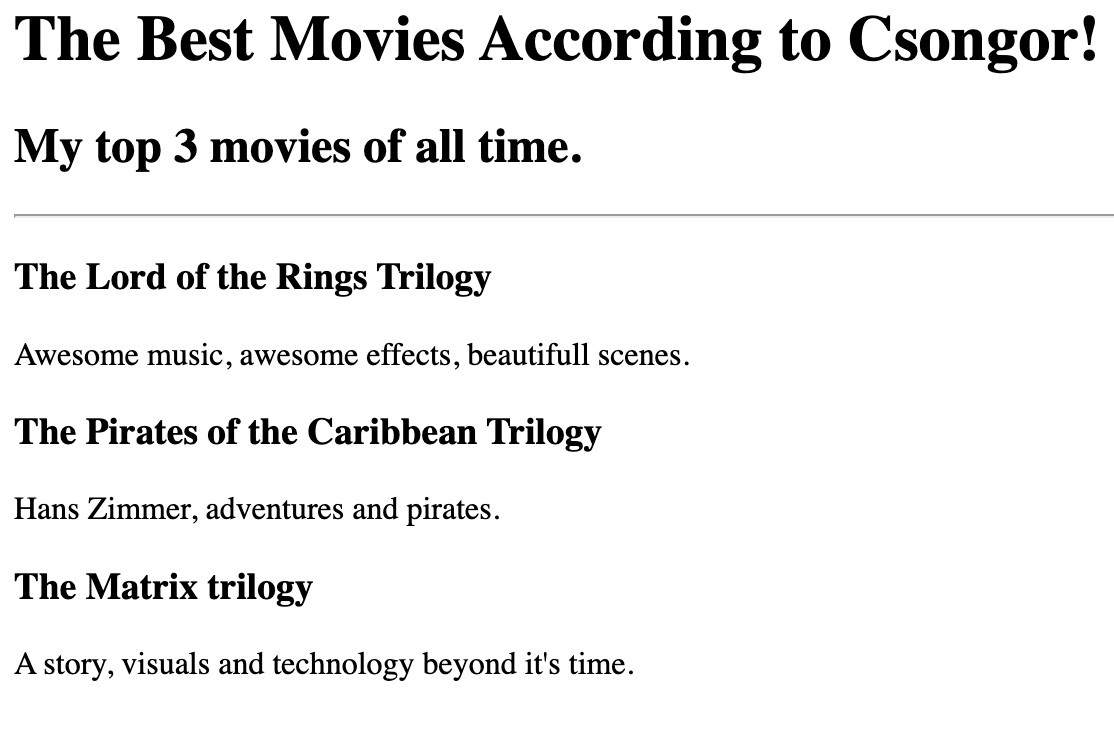 The Best Movies According to Csongor!
My top 3 movies of all time.
The Lord of the Rings Trilogy
Awesome music, awesome effects, beautifull scenes.
The Pirates of the Caribbean Trilogy
Hans Zimmer, adventures and pirates.
The Matrix trilogy
A story, visuals and technology beyond it's time.